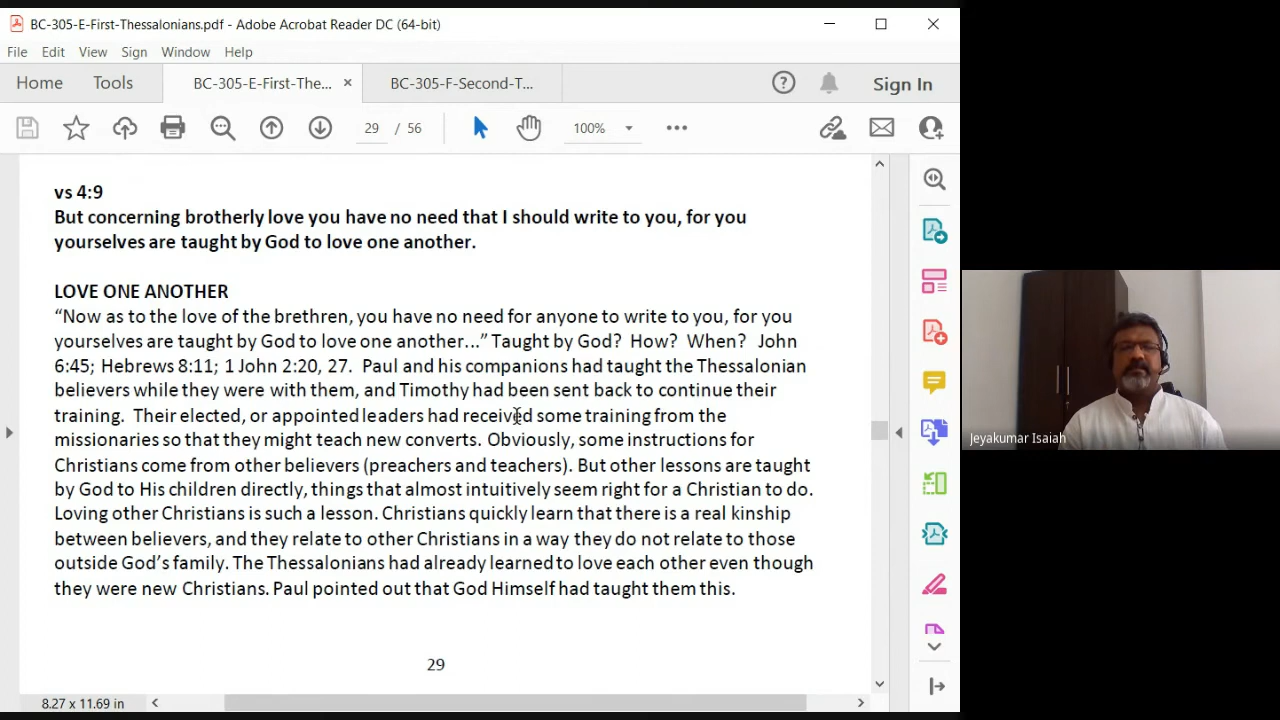 BC-305-E-First-Thessalonians.pdf - Adobe Acrobat Reader DC (64-bit)
File Edit View Sign Window Help
Home Tools BC-305-E-First-The... × BC-305-F-Second-T... Sign In
29 / 56 100%
vs 4:9
But concerning brotherly love you have no need that I should write to you, for you
yourselves are taught by God to love one another.
LOVE ONE ANOTHER
“Now as to the love of the brethren, you have no need for anyone to write to you, for you
yourselves are taught by God to love one another...” Taught by God? How? When? John
6:45; Hebrews 8:11; 1 John 2:20, 27. Paul and his companions had taught the Thessalonian
believers while they were with them, and Timothy had been sent back to continue their
training. Their elected, or appointed leaders had received some training from the
missionaries so that they might teach new converts. Obviously, some instructions for
Christians come from other believers (preachers and teachers). But other lessons are taught
by God to His children directly, things that almost intuitively seem right for a Christian to do.
Loving other Christians is such a lesson. Christians quickly learn that there is a real kinship
between believers, and they relate to other Christians in a way they do not relate to those
outside God’s family. The Thessalonians had already learned to love each other even though
they were new Christians. Paul pointed out that God Himself had taught them this.
29
8.27 x 11.69 in
Jeyakumar Isaiah